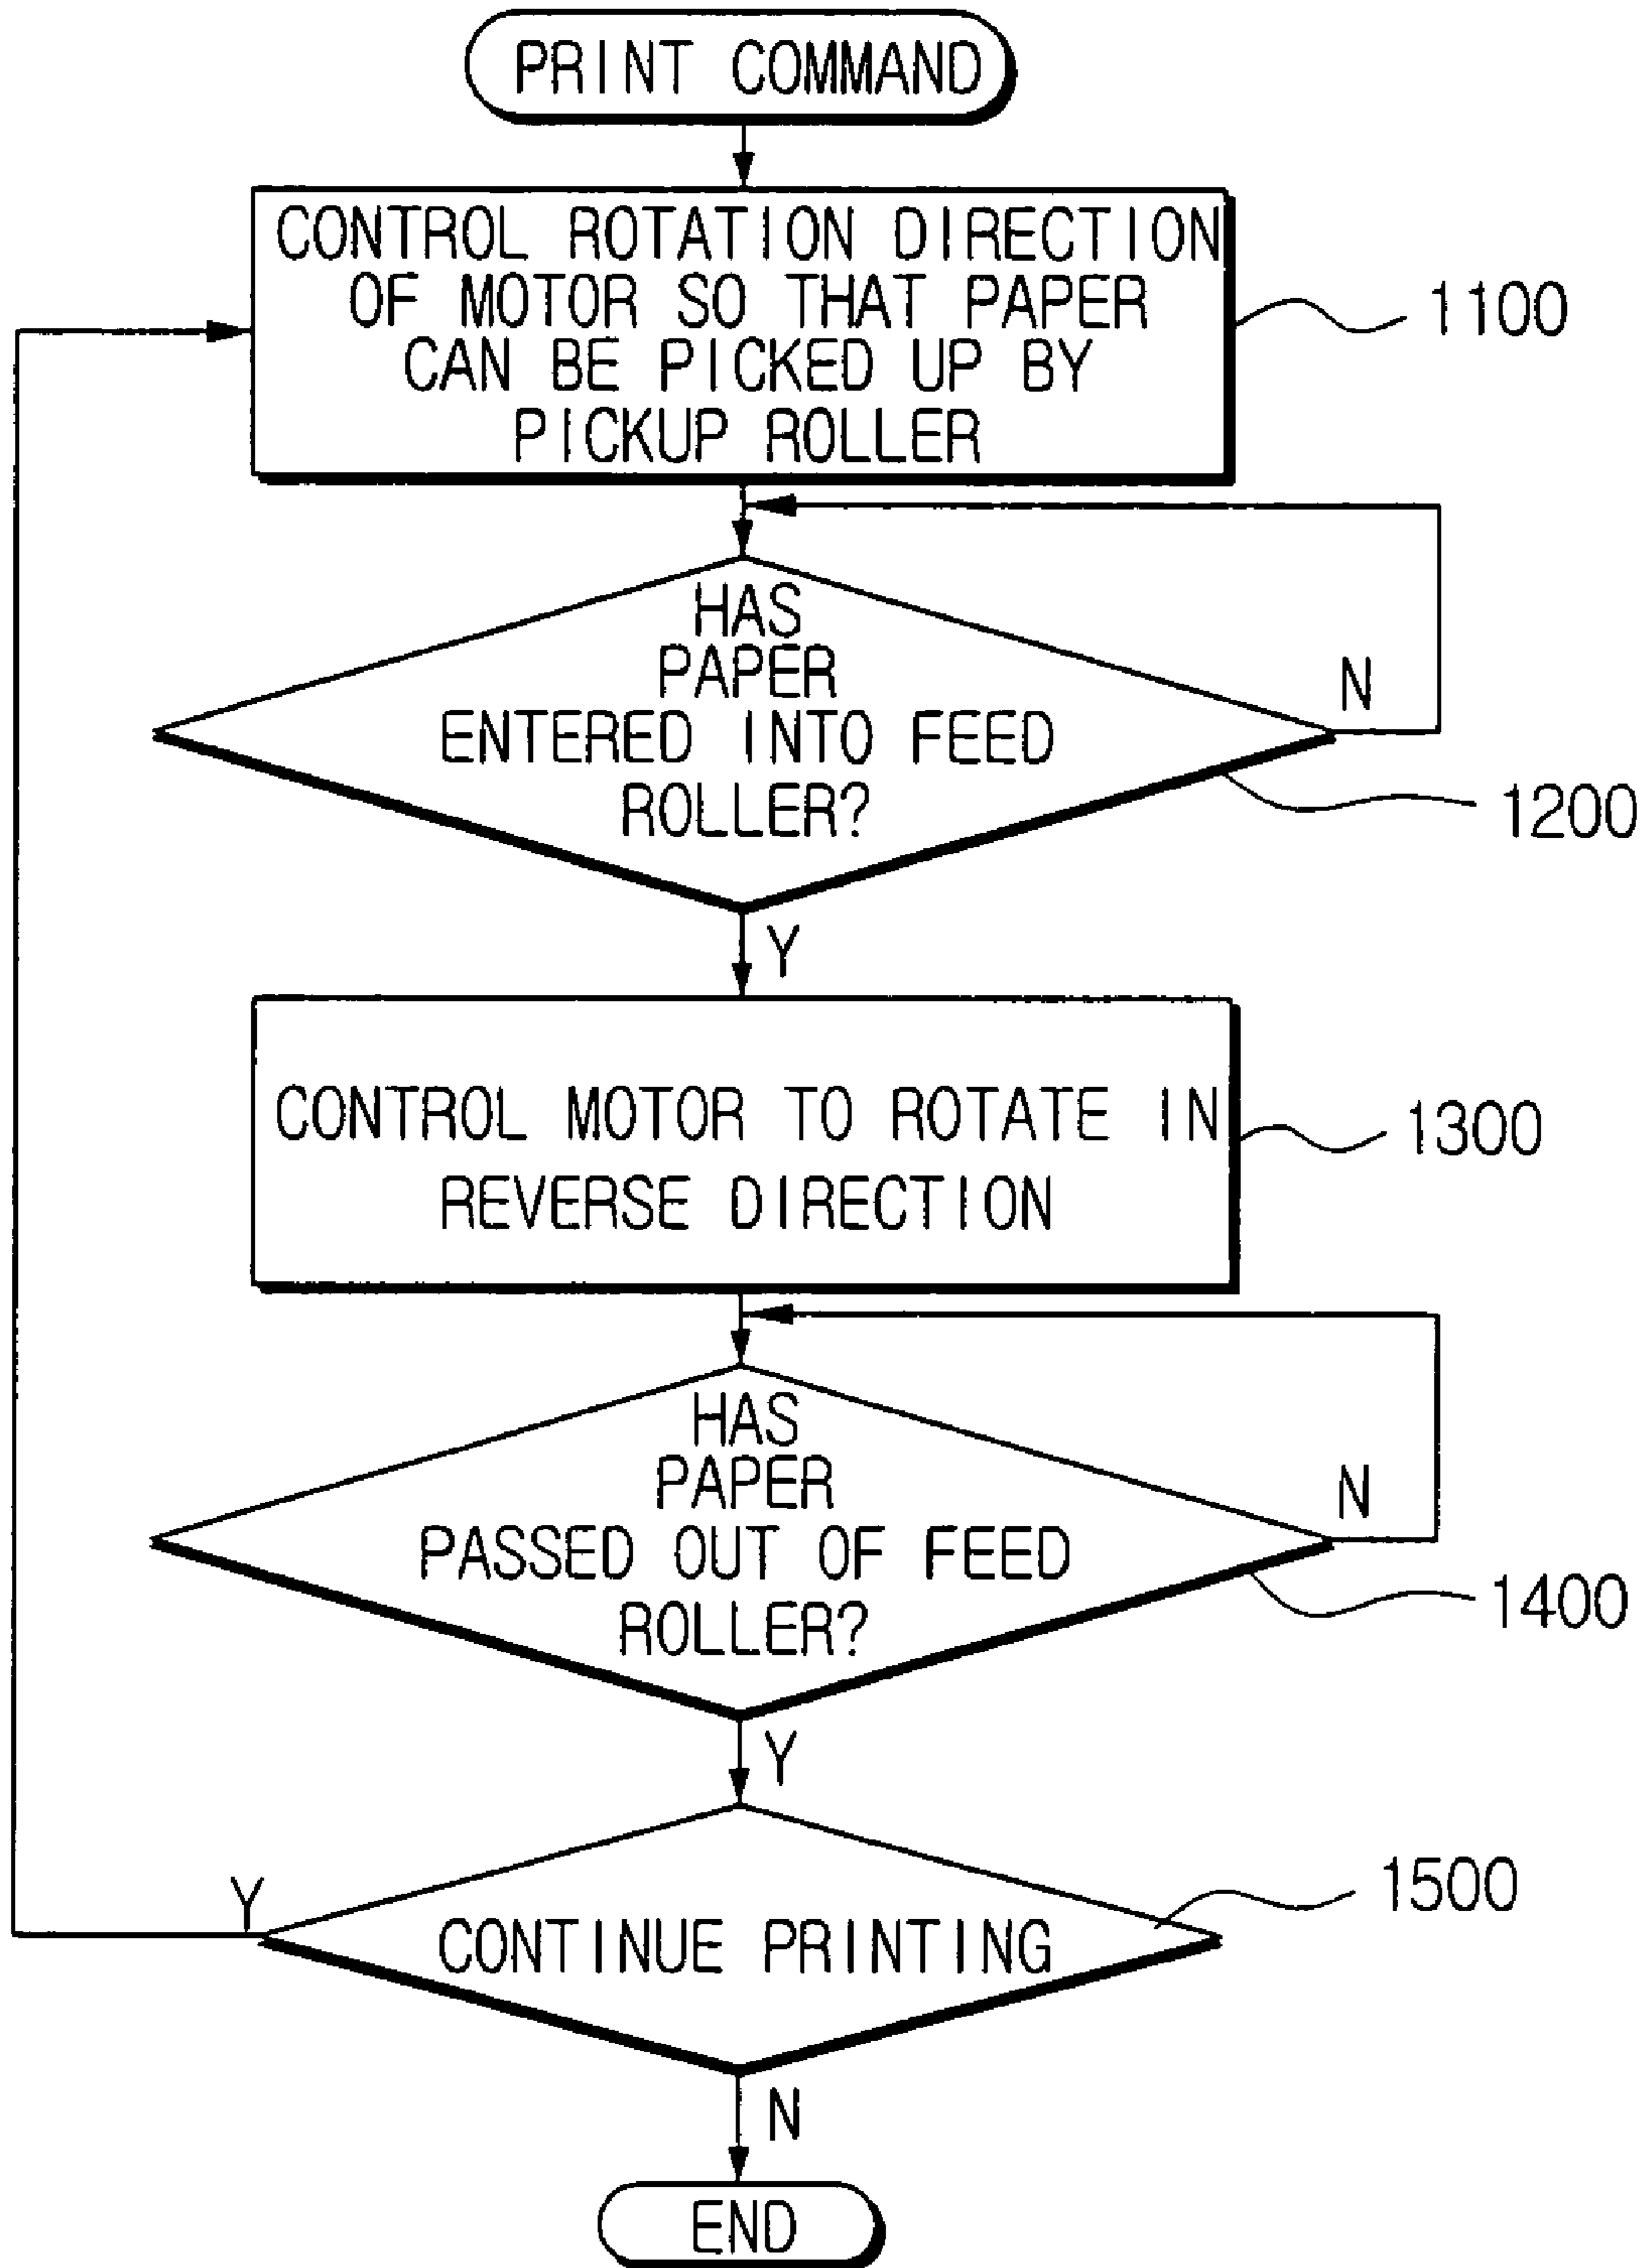 PRINT COMMAND
CONTROL ROTATION DIRECTION
OF MOTOR SO THAT PAPER
CAN BE PICKED UP BY
PICKUP ROLLER
1100
HAS
PAPER
ENTERED INTO FEED
ROLLER?
N
1200
Y
CONTROL MOTOR TO ROTATE IN
REVERSE DIRECTION
1300
HAS
PAPER
PASSED OUT OF FEED
ROLLER?
N
1400
Y
CONTINUE PRINTING
Y
1500
N
END